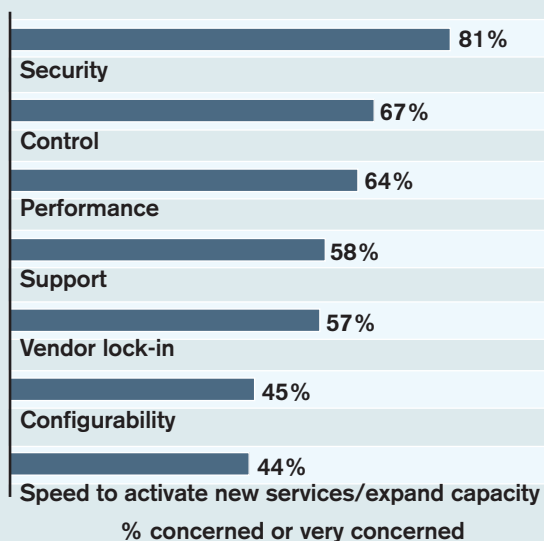 81%
Security
67%
Control
64%
Performance
58%
Support
57%
Vendor lock-in
45%
Configurability
44%
Speed to activate new services/expand capacity
% concerned or very concerned